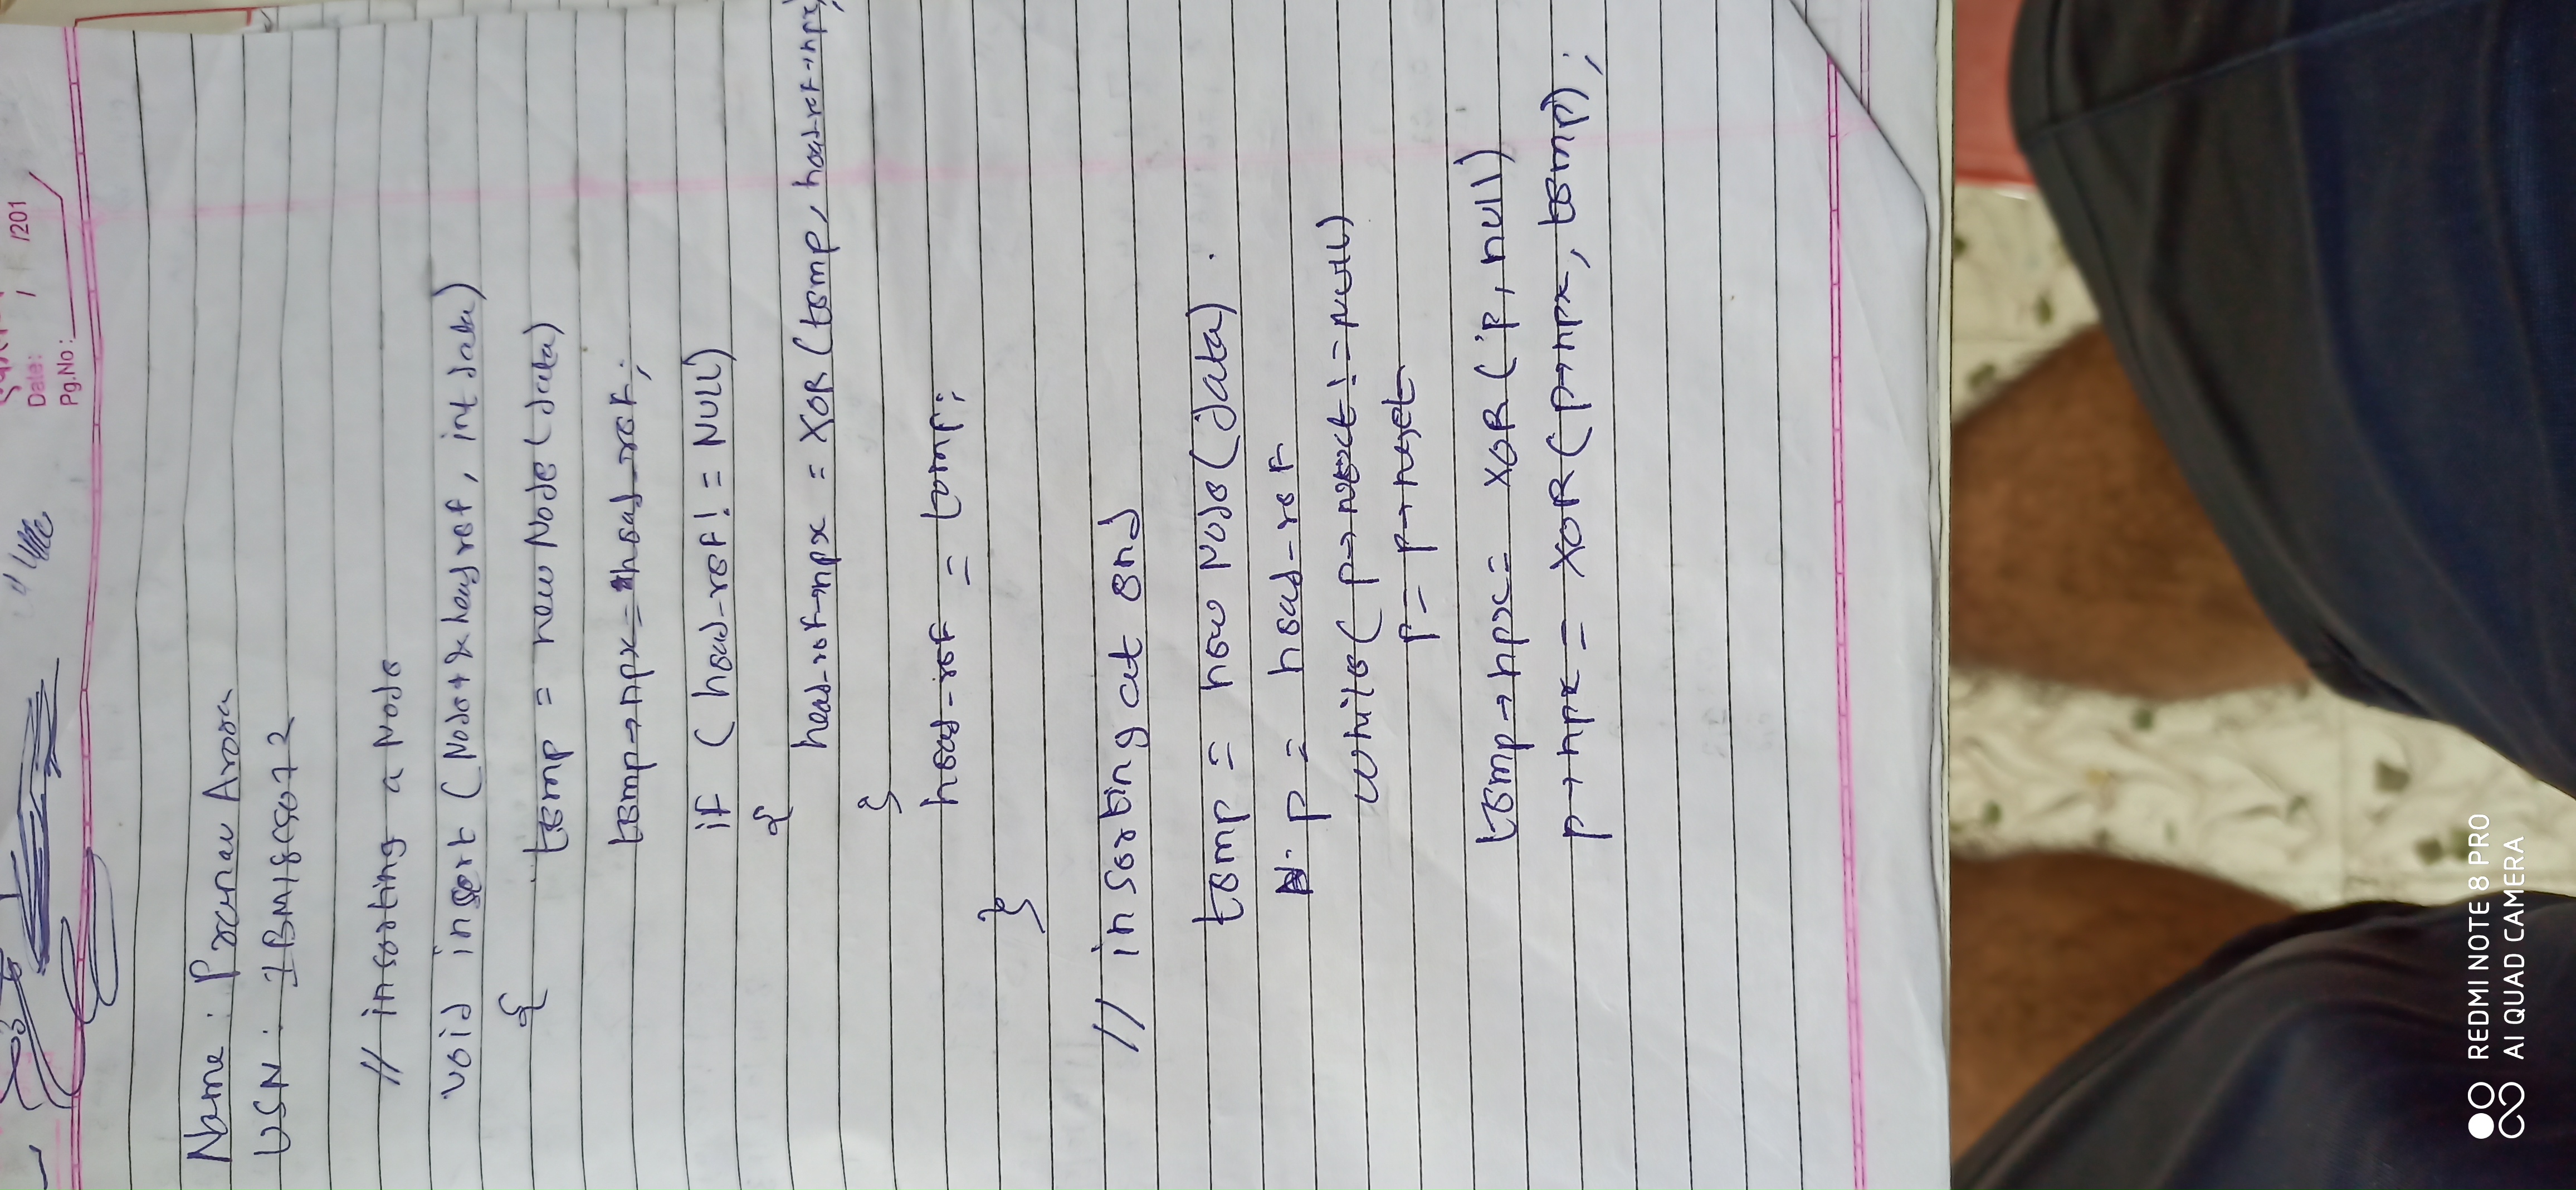 Date: / /201
Pg.No:
Name: Pranav Arora
USN: 1BM18CS072
// inserting a Node
void insert (Node* & head ref, int data)
{ temp = new Node (data)
temp→npx = head_ref;
if (head_ref != NULL)
{
head_ref→npx = XOR (temp, head_ref→npx)
;
}
head_ref = temp;
}
// inserting at end
temp = new Node (data).
p = head_ref
while ( p→next != NULL)
p = p→next
temp→npx = XOR (p, null)
p→npx = XOR (p→npx, temp);
REDMI NOTE 8 PRO
AI QUAD CAMERA